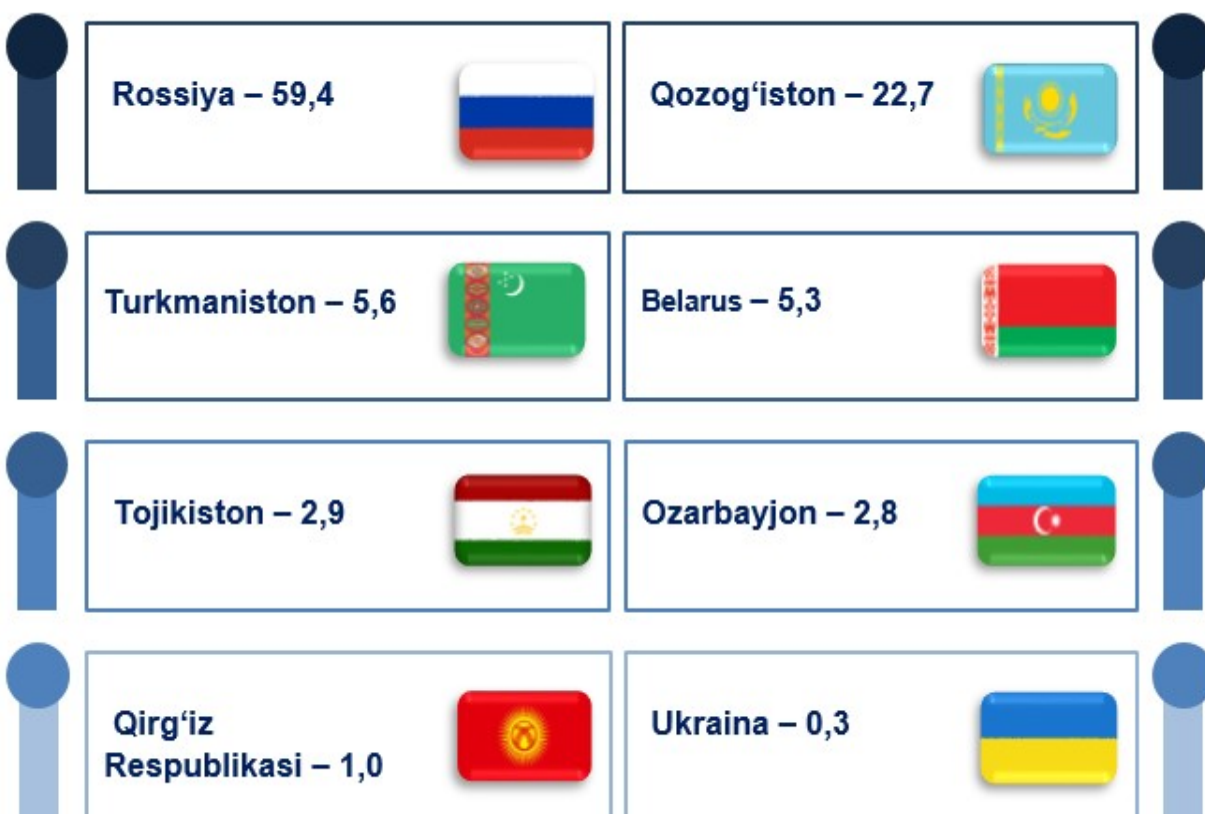 Rossiya – 59,4
Qozog‘iston – 22,7
Turkmaniston – 5,6
Belarus – 5,3
Tojikiston – 2,9
Ozarbayjon – 2,8
Qirg‘iz
Respublikasi – 1,0
Ukraina – 0,3